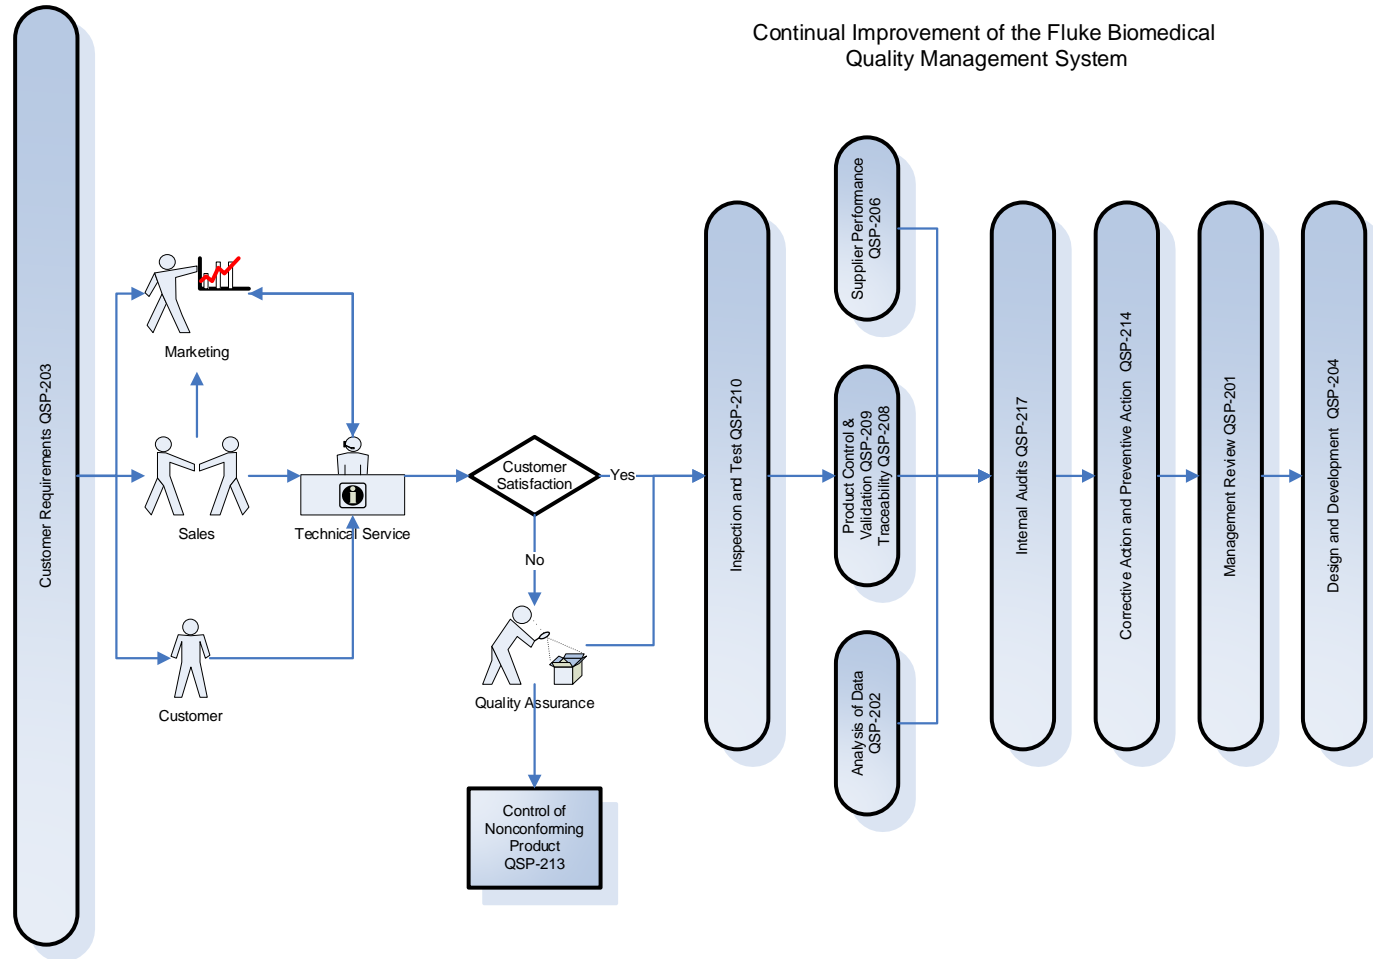 Continual Improvement of the Fluke Biomedical
Quality Management System
Customer Requirements QSP-203
Marketing
Sales
Technical Service
Customer
Customer
Satisfaction
Yes
No
Quality Assurance
Control of
Nonconforming
Product
QSP-213
Inspection and Test QSP-210
Supplier Performance
QSP-206
Product Control &
Validation QSP-209
Traceability QSP-208
Analysis of Data
QSP-202
Internal Audits QSP-217
Corrective Action and Preventive Action QSP-214
Management Review QSP-201
Design and Development QSP-204